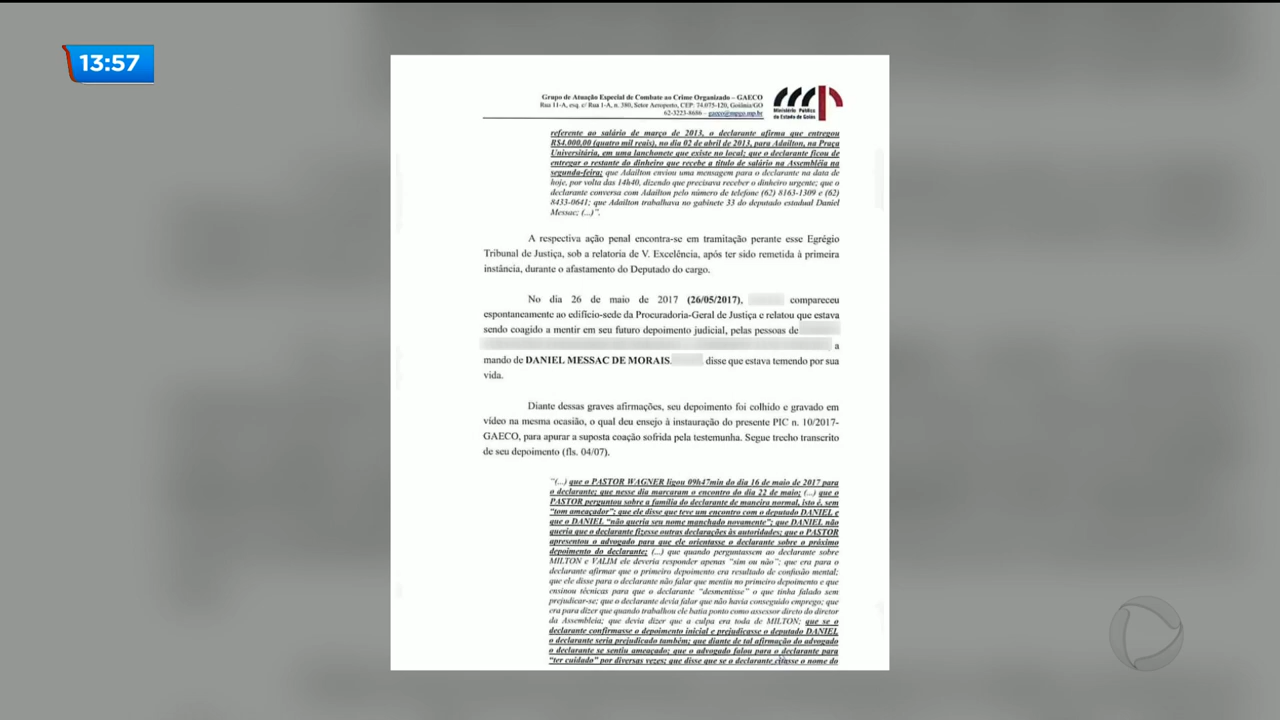 13:57
Grupo de Atuação Especial de Combate ao Crime Organizado – GAECO
Rua 11-A, esq. c/ Rua 1-A, n. 380, Setor Aeroporto, CEP: 74.075-120, Goiânia/GO
62-3223-8686 – gaeco@mpgo.mp.br
Ministério Público
do Estado de Goiás
referente ao salário de março de 2013, o declarante afirma que entregou
R$4.000,00 (quatro mil reais), no dia 02 de abril de 2013, para Adailton, na Praça
Universitária, em uma lanchonete que existe no local; que o declarante ficou de
entregar o restante do dinheiro que recebe a título de salário na Assembléia na
segunda-feira; que Adailton enviou uma mensagem para o declarante na data de
hoje, por volta das 14h40, dizendo que precisava receber o dinheiro urgente; que o
declarante conversa com Adailton pelo número de telefone (62) 8163-1309 e (62)
8433-0641; que Adailton trabalhava no gabinete 33 do deputado estadual Daniel
Messac; (...)”.
A respectiva ação penal encontra-se em tramitação perante esse Egrégio
Tribunal de Justiça, sob a relatoria de V. Excelência, após ter sido remetida à primeira
instância, durante o afastamento do Deputado do cargo.
No dia 26 de maio de 2017 (26/05/2017), compareceu
espontaneamente ao edifício-sede da Procuradoria-Geral de Justiça e relatou que estava
sendo coagido a mentir em seu futuro depoimento judicial, pelas pessoas de
a
mando de DANIEL MESSAC DE MORAIS. disse que estava temendo por sua
vida.
Diante dessas graves afirmações, seu depoimento foi colhido e gravado em
vídeo na mesma ocasião, o qual deu ensejo à instauração do presente PIC n. 10/2017-
GAECO, para apurar a suposta coação sofrida pela testemunha. Segue trecho transcrito
de seu depoimento (fls. 04/07).
“(...) que o PASTOR WAGNER ligou 09h47min do dia 16 de maio de 2017 para
o declarante; que nesse dia marcaram o encontro do dia 22 de maio; (...) que o
PASTOR perguntou sobre a família do declarante de maneira normal, isto é, sem
“tom ameaçador”; que ele disse que teve um encontro com o deputado DANIEL e
que o DANIEL “não queria seu nome manchado novamente”; que DANIEL não
queria que o declarante fizesse outras declarações às autoridades; que o PASTOR
apresentou o advogado para que ele orientasse o declarante sobre o próximo
depoimento do declarante; (...) que quando perguntassem ao declarante sobre
MILTON e VALIM ele deveria responder apenas “sim ou não”; que era para o
declarante afirmar que o primeiro depoimento era resultado de confusão mental;
que ele disse para o declarante não falar que mentiu no primeiro depoimento e que
ensinou técnicas para que o declarante “desmentisse” o que tinha falado sem
prejudicar-se; que o declarante devia falar que não havia conseguido emprego; que
era para dizer que quando trabalhou ele batia ponto como assessor direto do diretor
da Assembleia; que devia dizer que a culpa era toda de MILTON; que se o
declarante confirmasse o depoimento inicial e prejudicasse o deputado DANIEL
o declarante seria prejudicado também; que diante de tal afirmação do advogado
o declarante se sentiu ameaçado; que o advogado falou para o declarante para
“ter cuidado” por diversas vezes; que disse que se o declarante citasse o nome do